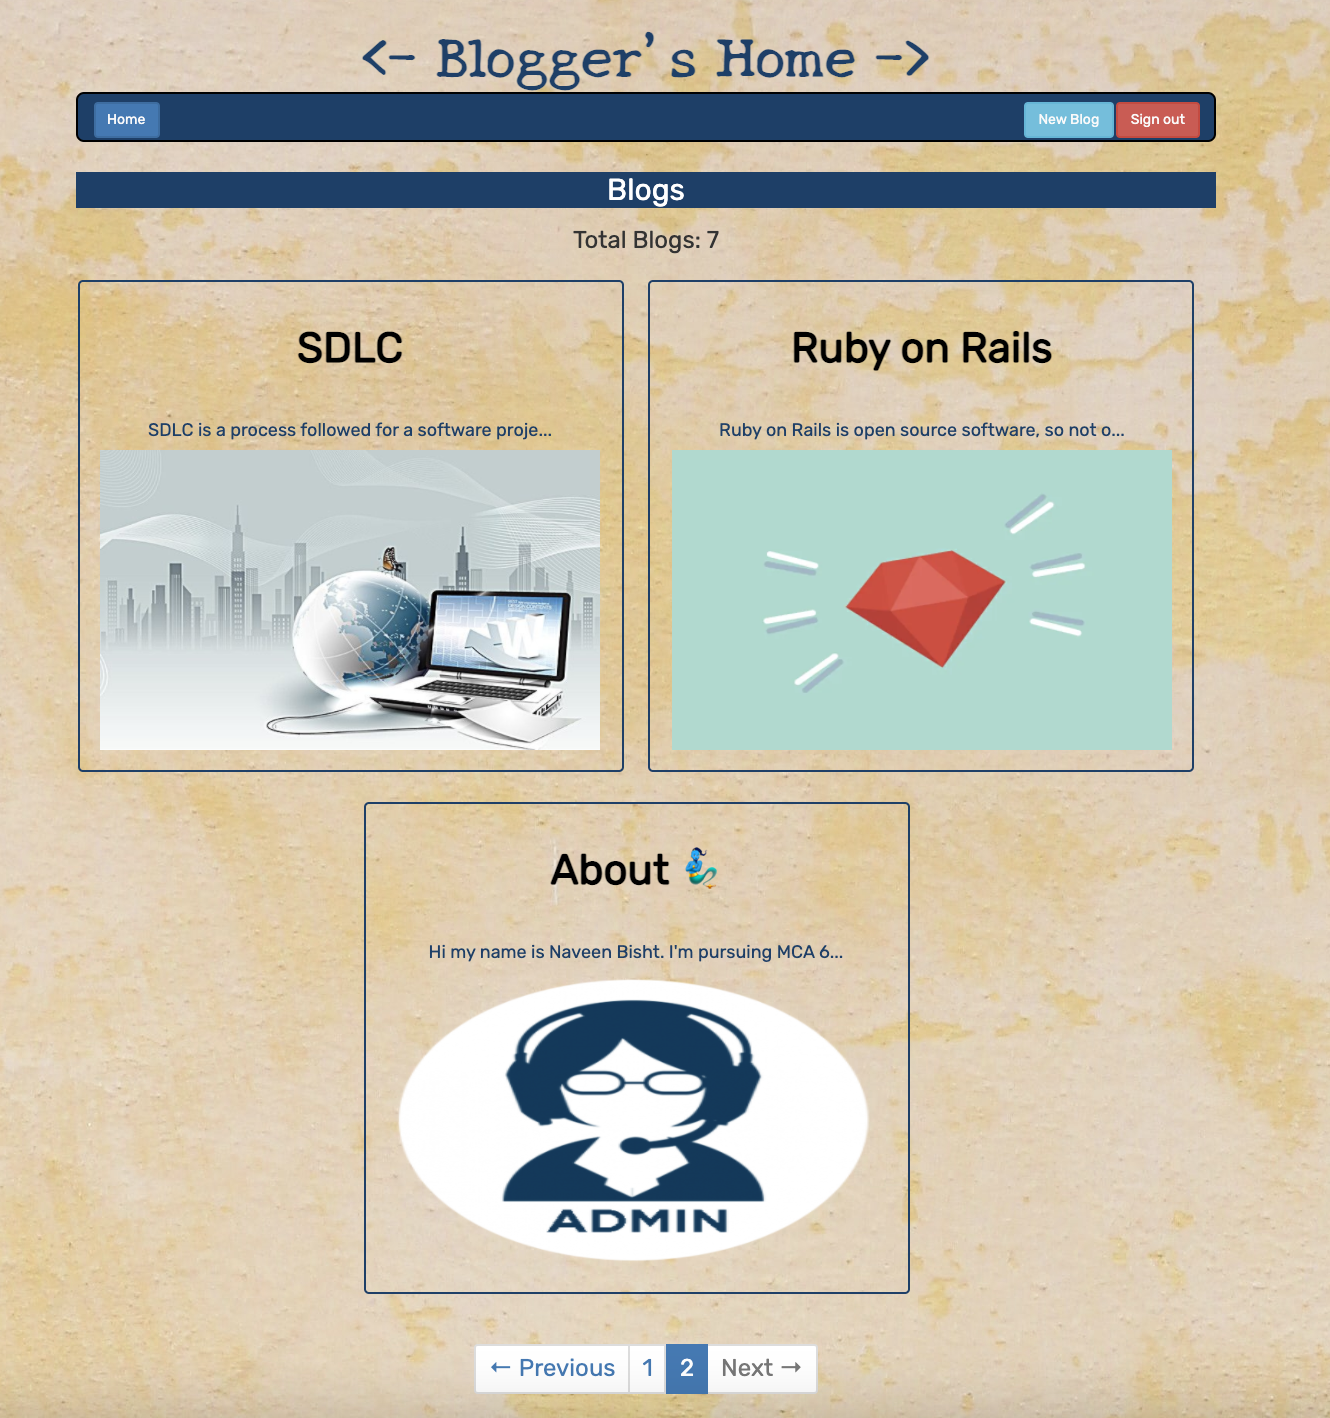 <- Blogger's Home ->
Home New Blog Sign out
Blogs
Total Blogs: 7
SDLC
SDLC is a process followed for a software proje...
Ruby on Rails
Ruby on Rails is open source software, so not o...
W
About 🧞‍♂️
Hi my name is Naveen Bisht. I'm pursuing MCA 6...
ADMIN
← Previous 1 2 Next →